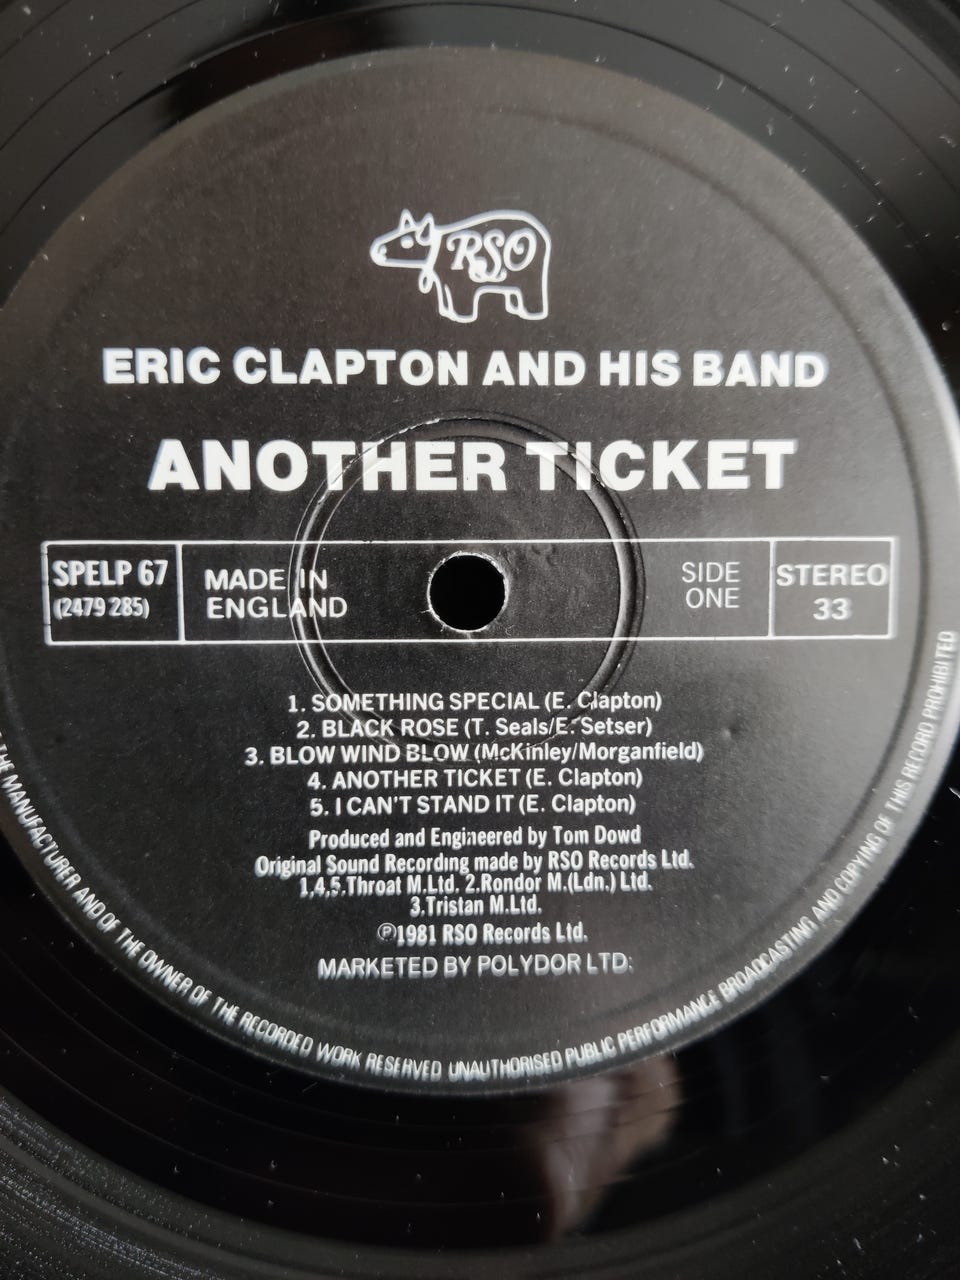 RSO
ERIC CLAPTON AND HIS BAND
ANOTHER TICKET
SPELP 67
(2479 285)
MADE IN
ENGLAND
SIDE
ONE
STEREO
33
1. SOMETHING SPECIAL (E. Clapton)
2. BLACK ROSE (T. Seals/E. Setser)
3. BLOW WIND BLOW (McKinley/Morganfield)
4. ANOTHER TICKET (E. Clapton)
5. I CAN'T STAND IT (E. Clapton)
Produced and Engineered by Tom Dowd
Original Sound Recording made by RSO Records Ltd.
1,4,5.Throat M.Ltd. 2.Rondor M.(Ldn.) Ltd.
3.Tristan M.Ltd.
℗1981 RSO Records Ltd.
MARKETED BY POLYDOR LTD:
THE MANUFACTURER AND OF THE OWNER OF THE RECORDED WORK RESERVED UNAUTHORISED PUBLIC PERFORMANCE BROADCASTING AND COPYING OF THIS RECORD PROHIBITED